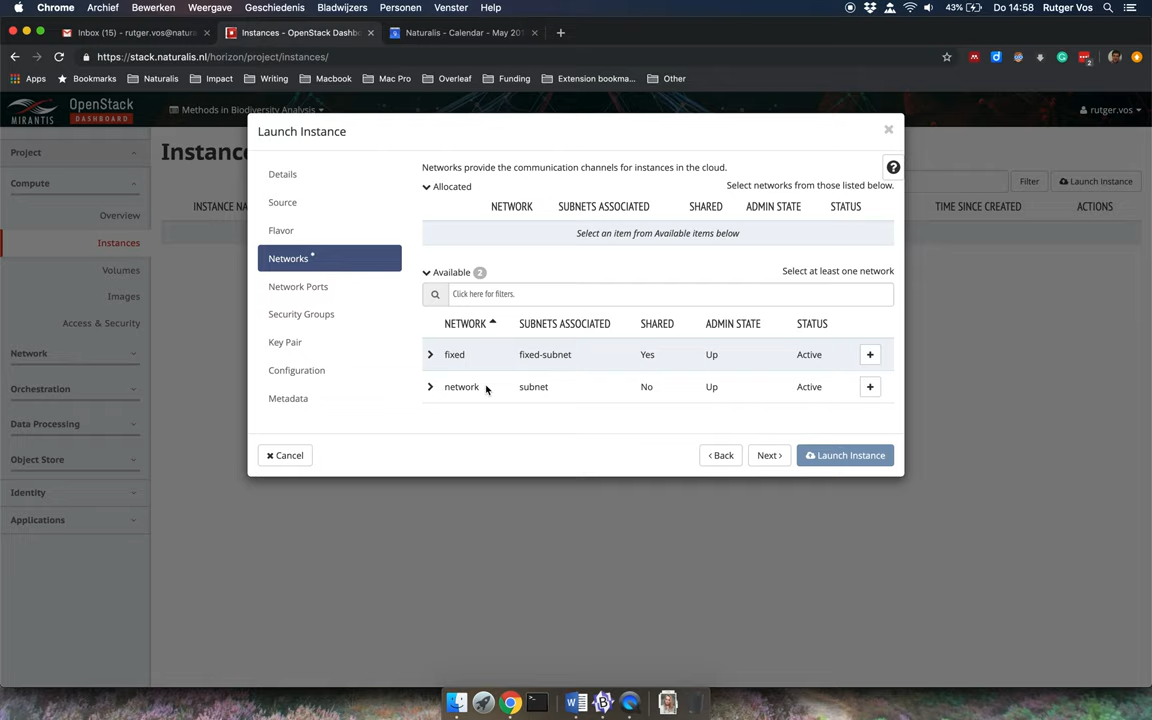 Chrome Archief Bewerken Weergave Geschiedenis Bladwijzers Personen Venster Help 43% Do 14:58 Rutger Vos
Inbox (15) - rutger.vos@natura × Instances - OpenStack Dashbo × Naturalis - Calendar - May 201 × +
https://stack.naturalis.nl/horizon/project/instances/
Apps Bookmarks Naturalis Impact Writing Macbook Mac Pro Overleaf Funding Extension bookma... Other
MIRANTIS OpenStack DASHBOARD Methods in Biodiversity Analysis rutger.vos
Project
Compute
Overview
Instances
Volumes
Images
Access & Security
Network
Orchestration
Data Processing
Object Store
Identity
Applications
Instanc
Filter Launch Instance
INSTANCE NA TIME SINCE CREATED ACTIONS
Launch Instance ×
Details
Source
Flavor
Networks *
Network Ports
Security Groups
Key Pair
Configuration
Metadata
Networks provide the communication channels for instances in the cloud. ?
Allocated Select networks from those listed below.
NETWORK SUBNETS ASSOCIATED SHARED ADMIN STATE STATUS
Select an item from Available items below
Available 2 Select at least one network
Click here for filters.
NETWORK SUBNETS ASSOCIATED SHARED ADMIN STATE STATUS
fixed fixed-subnet Yes Up Active +
network subnet No Up Active +
× Cancel ‹ Back Next › Launch Instance